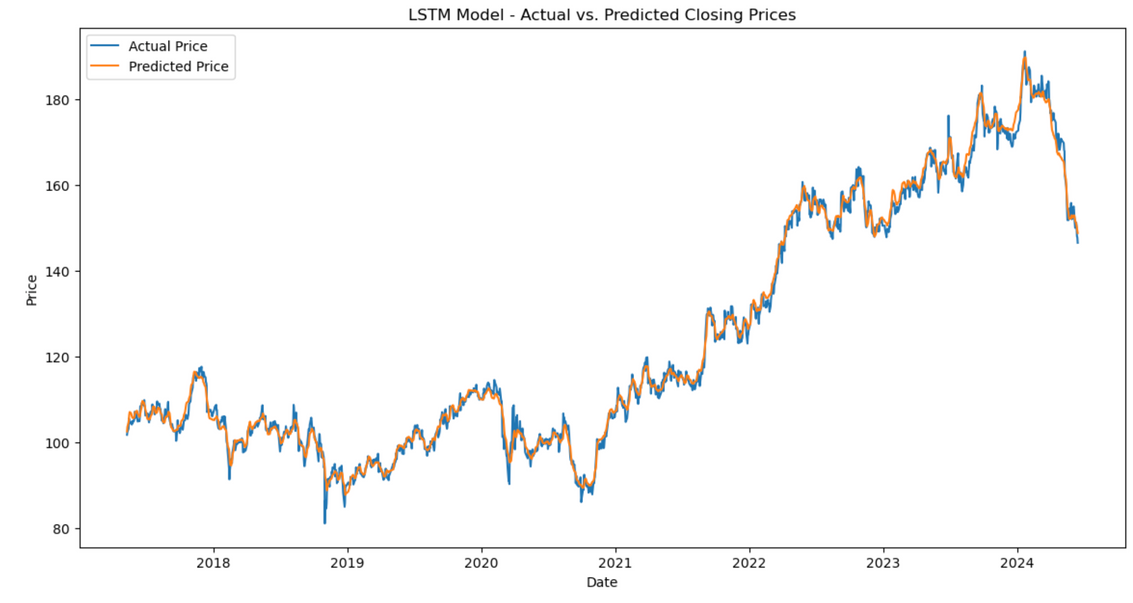 LSTM Model - Actual vs. Predicted Closing Prices
Actual Price
Predicted Price
180
160
140
120
100
80
Price
2018 2019 2020 2021 2022 2023 2024
Date